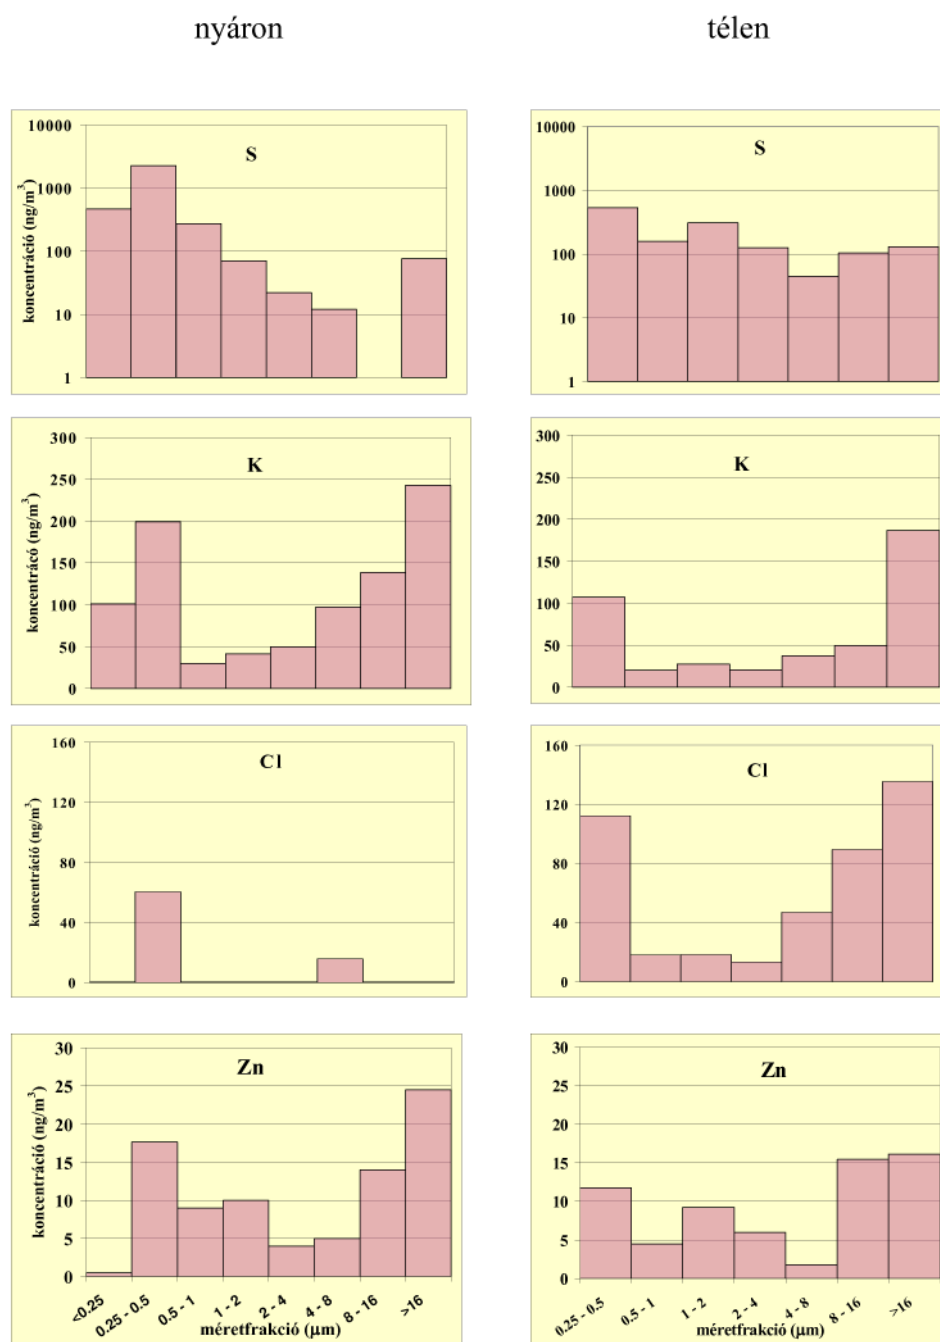 nyáron
télen
10000
1000
100
10
1
S
koncentráció (ng/m³)
10000
1000
100
10
1
S
300
250
200
150
100
50
0
K
koncentrácó (ng/m³)
300
250
200
150
100
50
0
K
160
120
80
40
0
Cl
koncentráció (ng/m³)
160
120
80
40
0
Cl
30
25
20
15
10
5
0
Zn
koncentráció (ng/m³)
<0.25
0.25 - 0.5
0.5 - 1
1 - 2
2 - 4
4 - 8
8 - 16
>16
méretfrakció (µm)
30
25
20
15
10
5
0
Zn
0.25 - 0.5
0.5 - 1
1 - 2
2 - 4
4 - 8
8 - 16
>16
méretfrakció (µm)